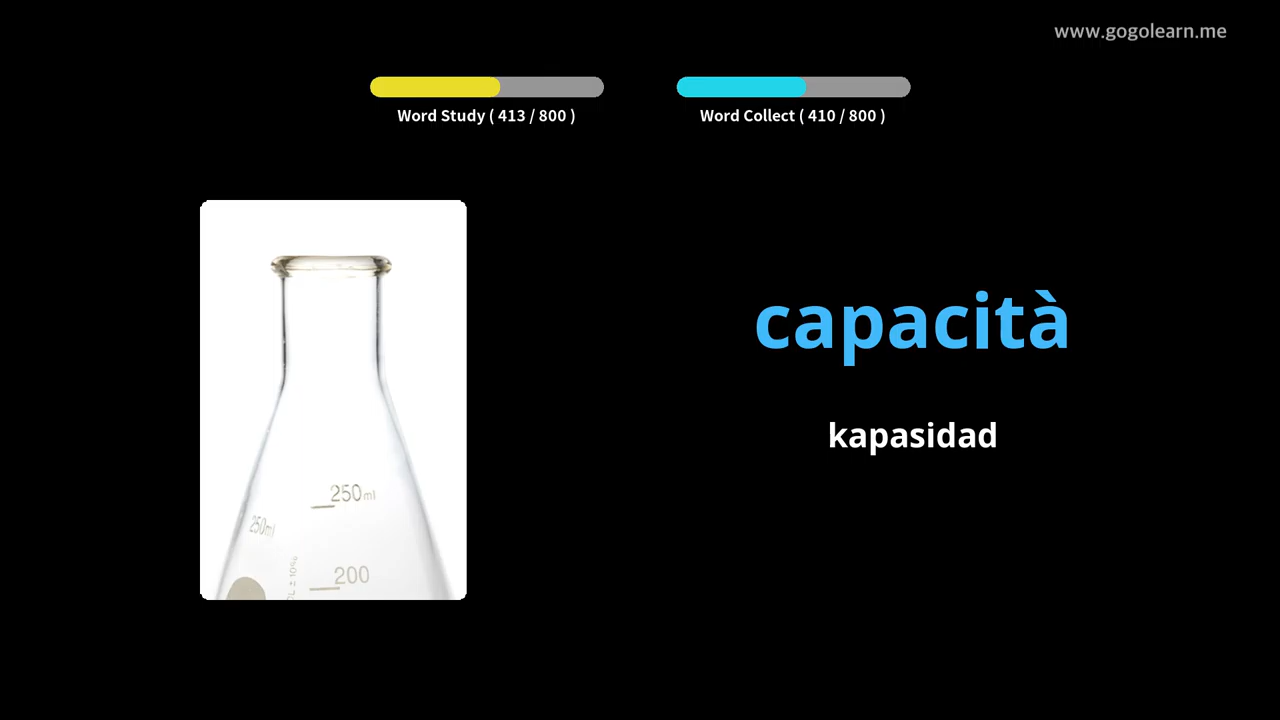 www.gogolearn.me
Word Study ( 413 / 800 )
Word Collect ( 410 / 800 )
capacità
kapasidad
250ml
250ml
200